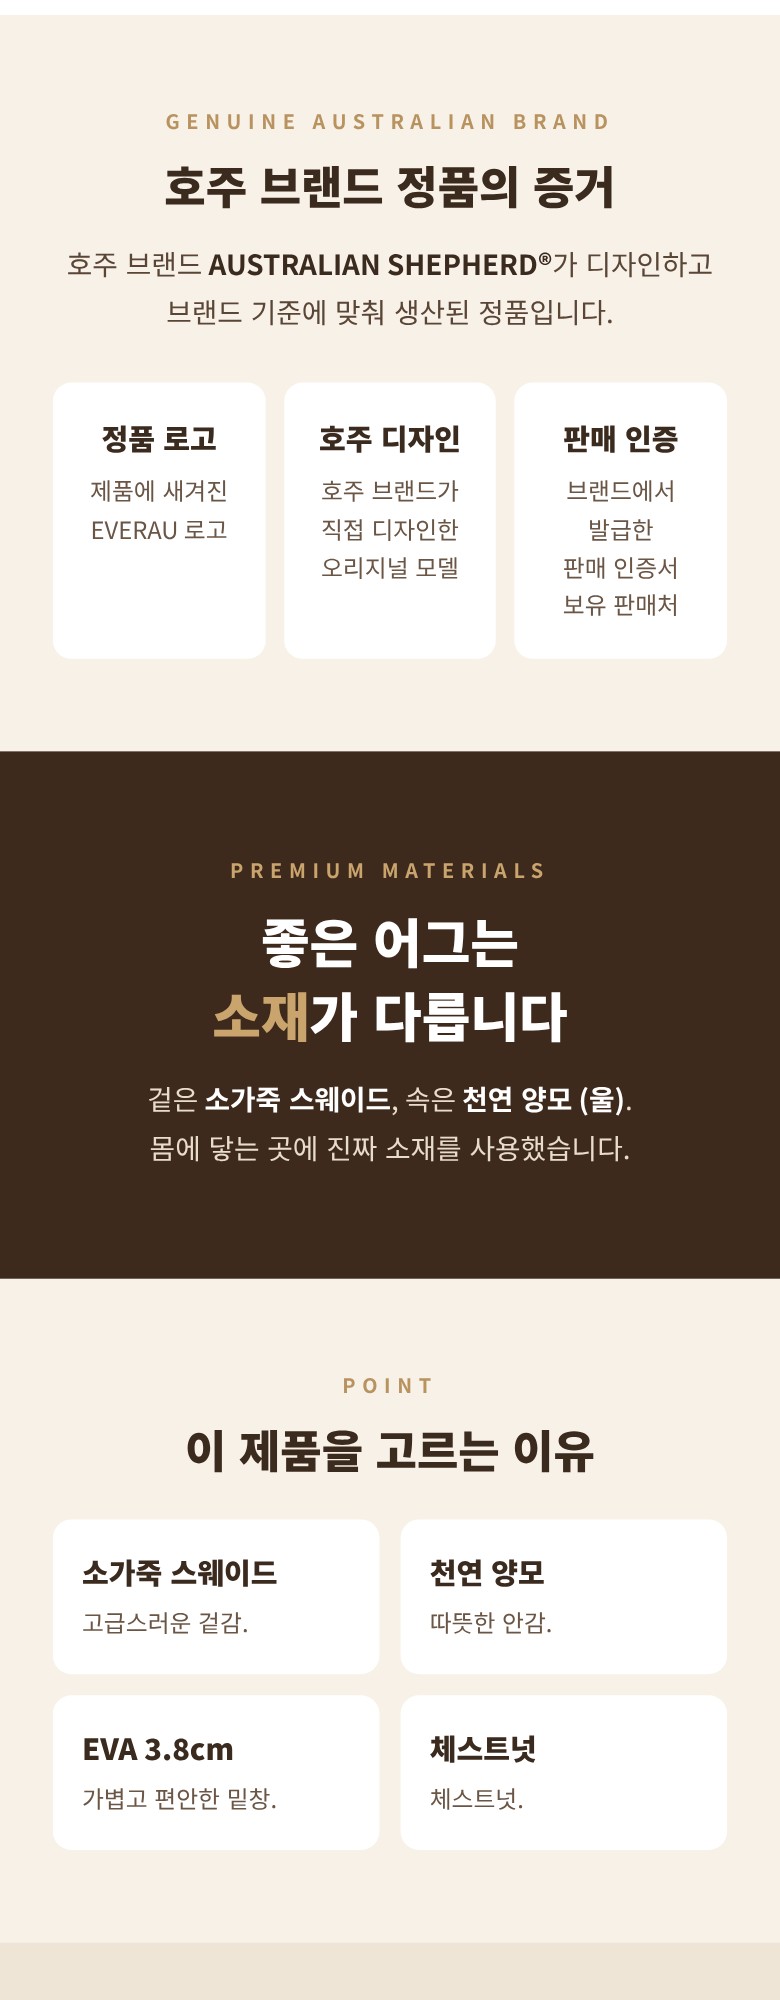 GENUINE AUSTRALIAN BRAND
호주 브랜드 정품의 증거
호주 브랜드 AUSTRALIAN SHEPHERD®가 디자인하고
브랜드 기준에 맞춰 생산된 정품입니다.
정품 로고
제품에 새겨진
EVERAU 로고
호주 디자인
호주 브랜드가
직접 디자인한
오리지널 모델
판매 인증
브랜드에서
발급한
판매 인증서
보유 판매처
PREMIUM MATERIALS
좋은 어그는
소재가 다릅니다
겉은 소가죽 스웨이드, 속은 천연 양모 (울).
몸에 닿는 곳에 진짜 소재를 사용했습니다.
POINT
이 제품을 고르는 이유
소가죽 스웨이드
고급스러운 겉감.
천연 양모
따뜻한 안감.
EVA 3.8cm
가볍고 편안한 밑창.
체스트넛
체스트넛.